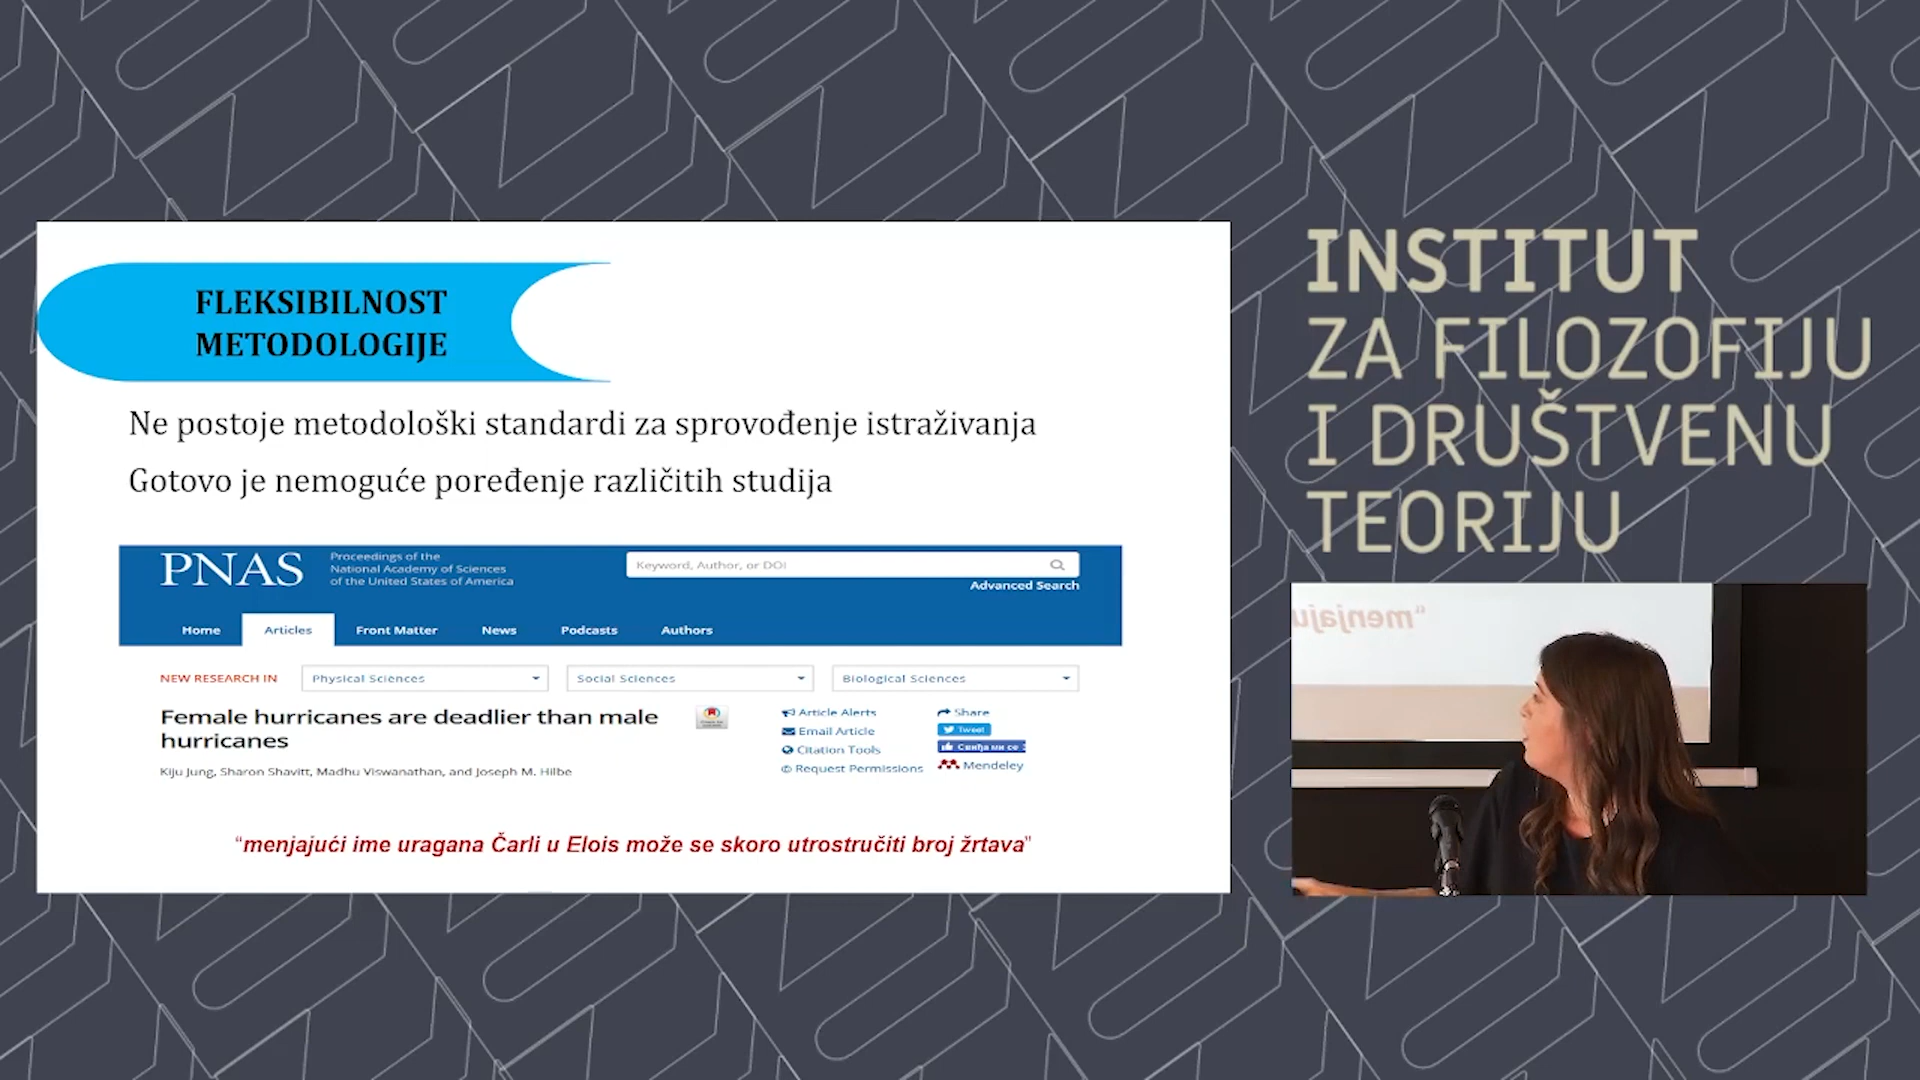 FLEKSIBILNOST
METODOLOGIJE
Ne postoje metodološki standardi za sprovođenje istraživanja
Gotovo je nemoguće poređenje različitih studija
PNAS
Proceedings of the
National Academy of Sciences
of the United States of America
Keyword, Author, or DOI
Advanced Search
Home Articles Front Matter News Podcasts Authors
NEW RESEARCH IN Physical Sciences Social Sciences Biological Sciences
Female hurricanes are deadlier than male
hurricanes
Kiju Jung, Sharon Shavitt, Madhu Viswanathan, and Joseph M. Hilbe
Article Alerts
Email Article
Citation Tools
© Request Permissions
Share
Tweet
Свиђа ми се
Mendeley
“menjajući ime uragana Čarli u Elois može se skoro utrostručiti broj žrtava”
INSTITUT
ZA FILOZOFIJU
I DRUŠTVENU
TEORIJU
“menjaju